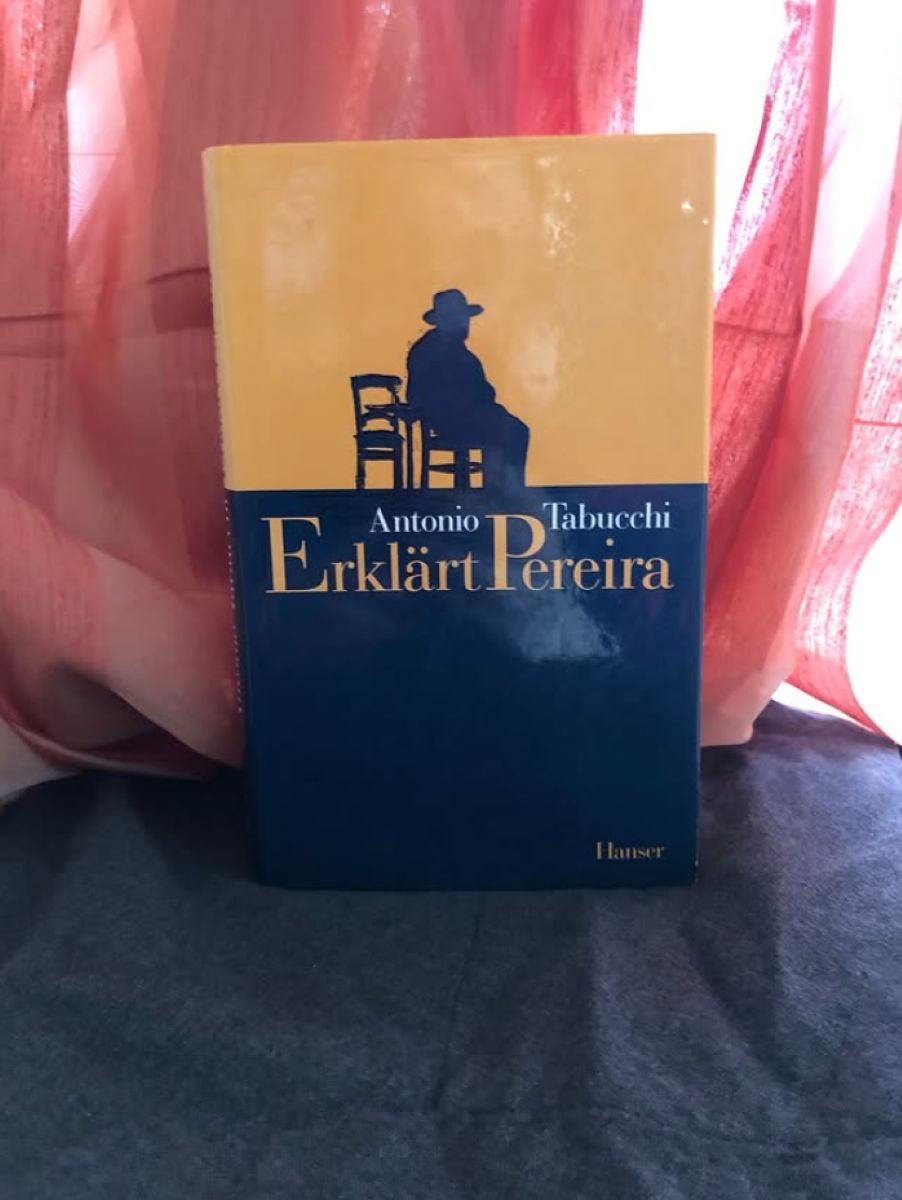 Antonio Tabucchi
Erklärt Pereira
Hanser